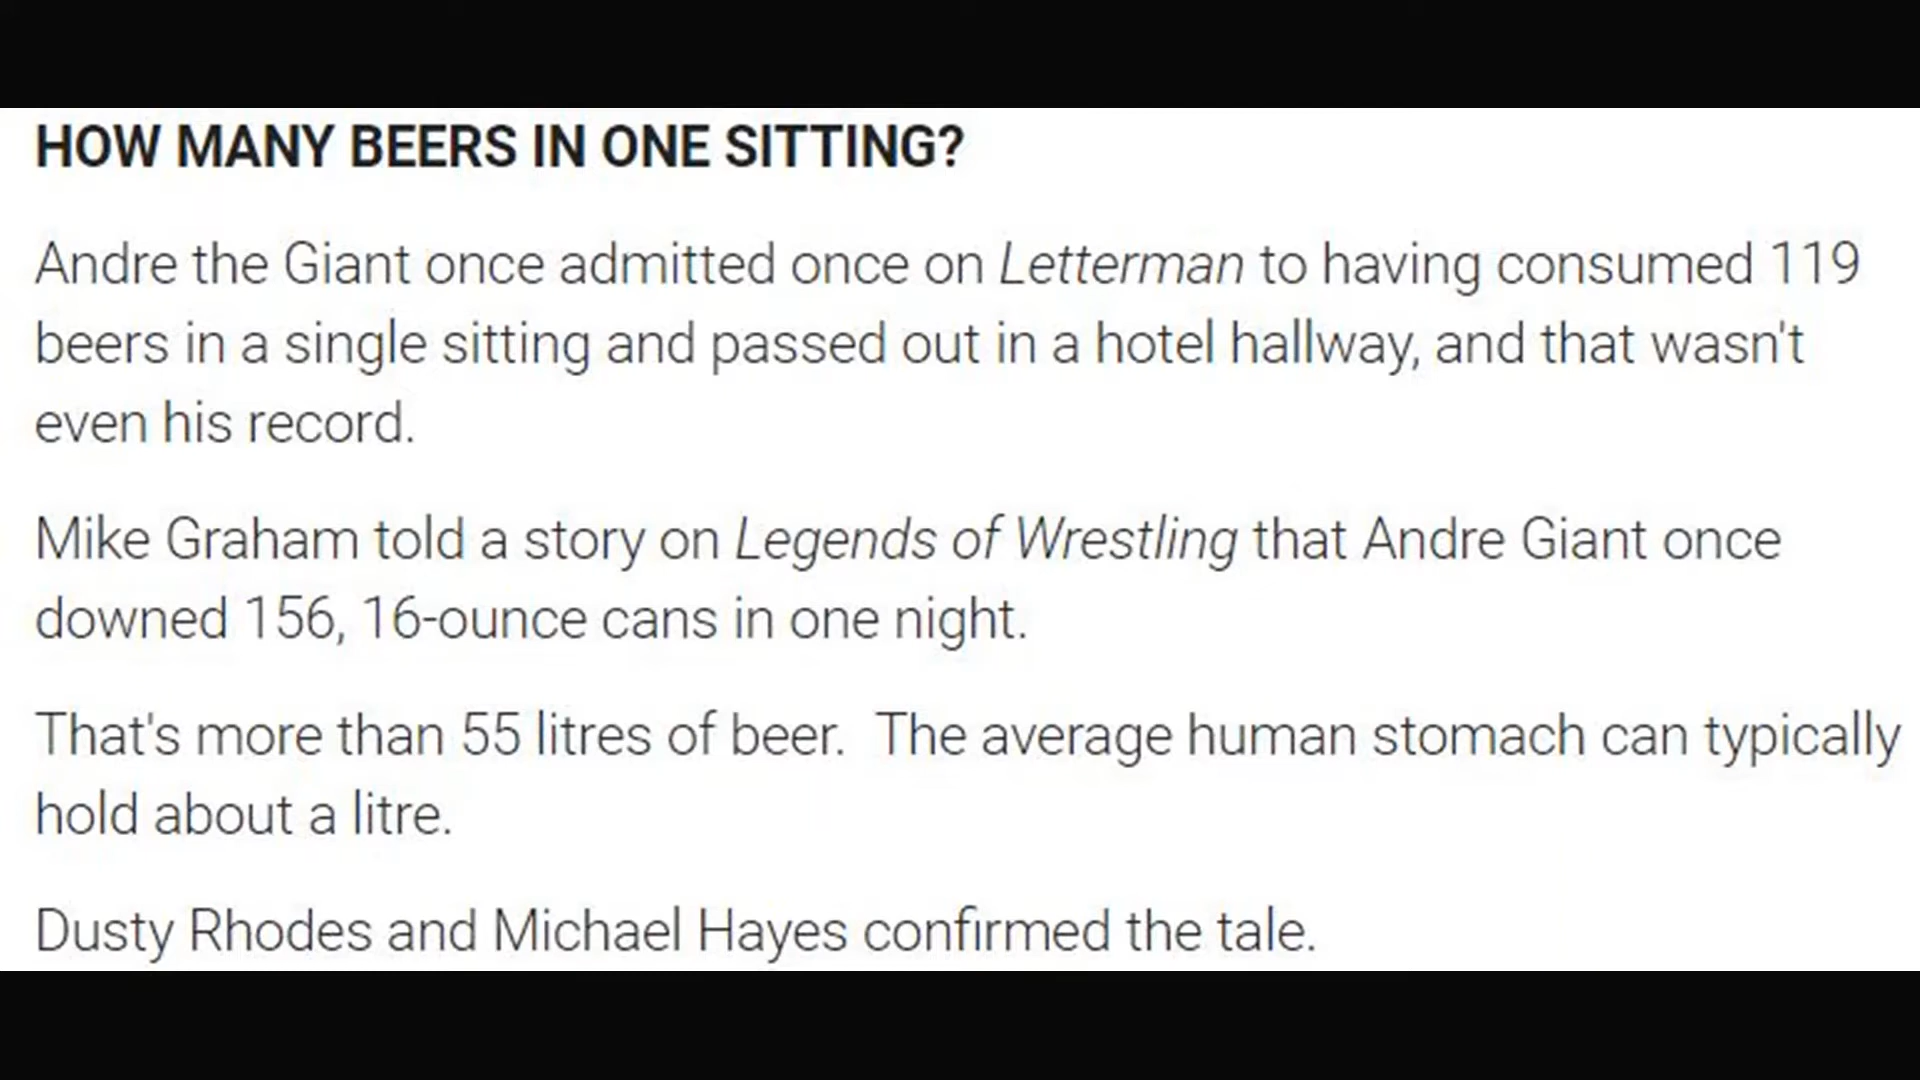 HOW MANY BEERS IN ONE SITTING?
Andre the Giant once admitted once on Letterman to having consumed 119
beers in a single sitting and passed out in a hotel hallway, and that wasn't
even his record.
Mike Graham told a story on Legends of Wrestling that Andre Giant once
downed 156, 16-ounce cans in one night.
That's more than 55 litres of beer.  The average human stomach can typically
hold about a litre.
Dusty Rhodes and Michael Hayes confirmed the tale.